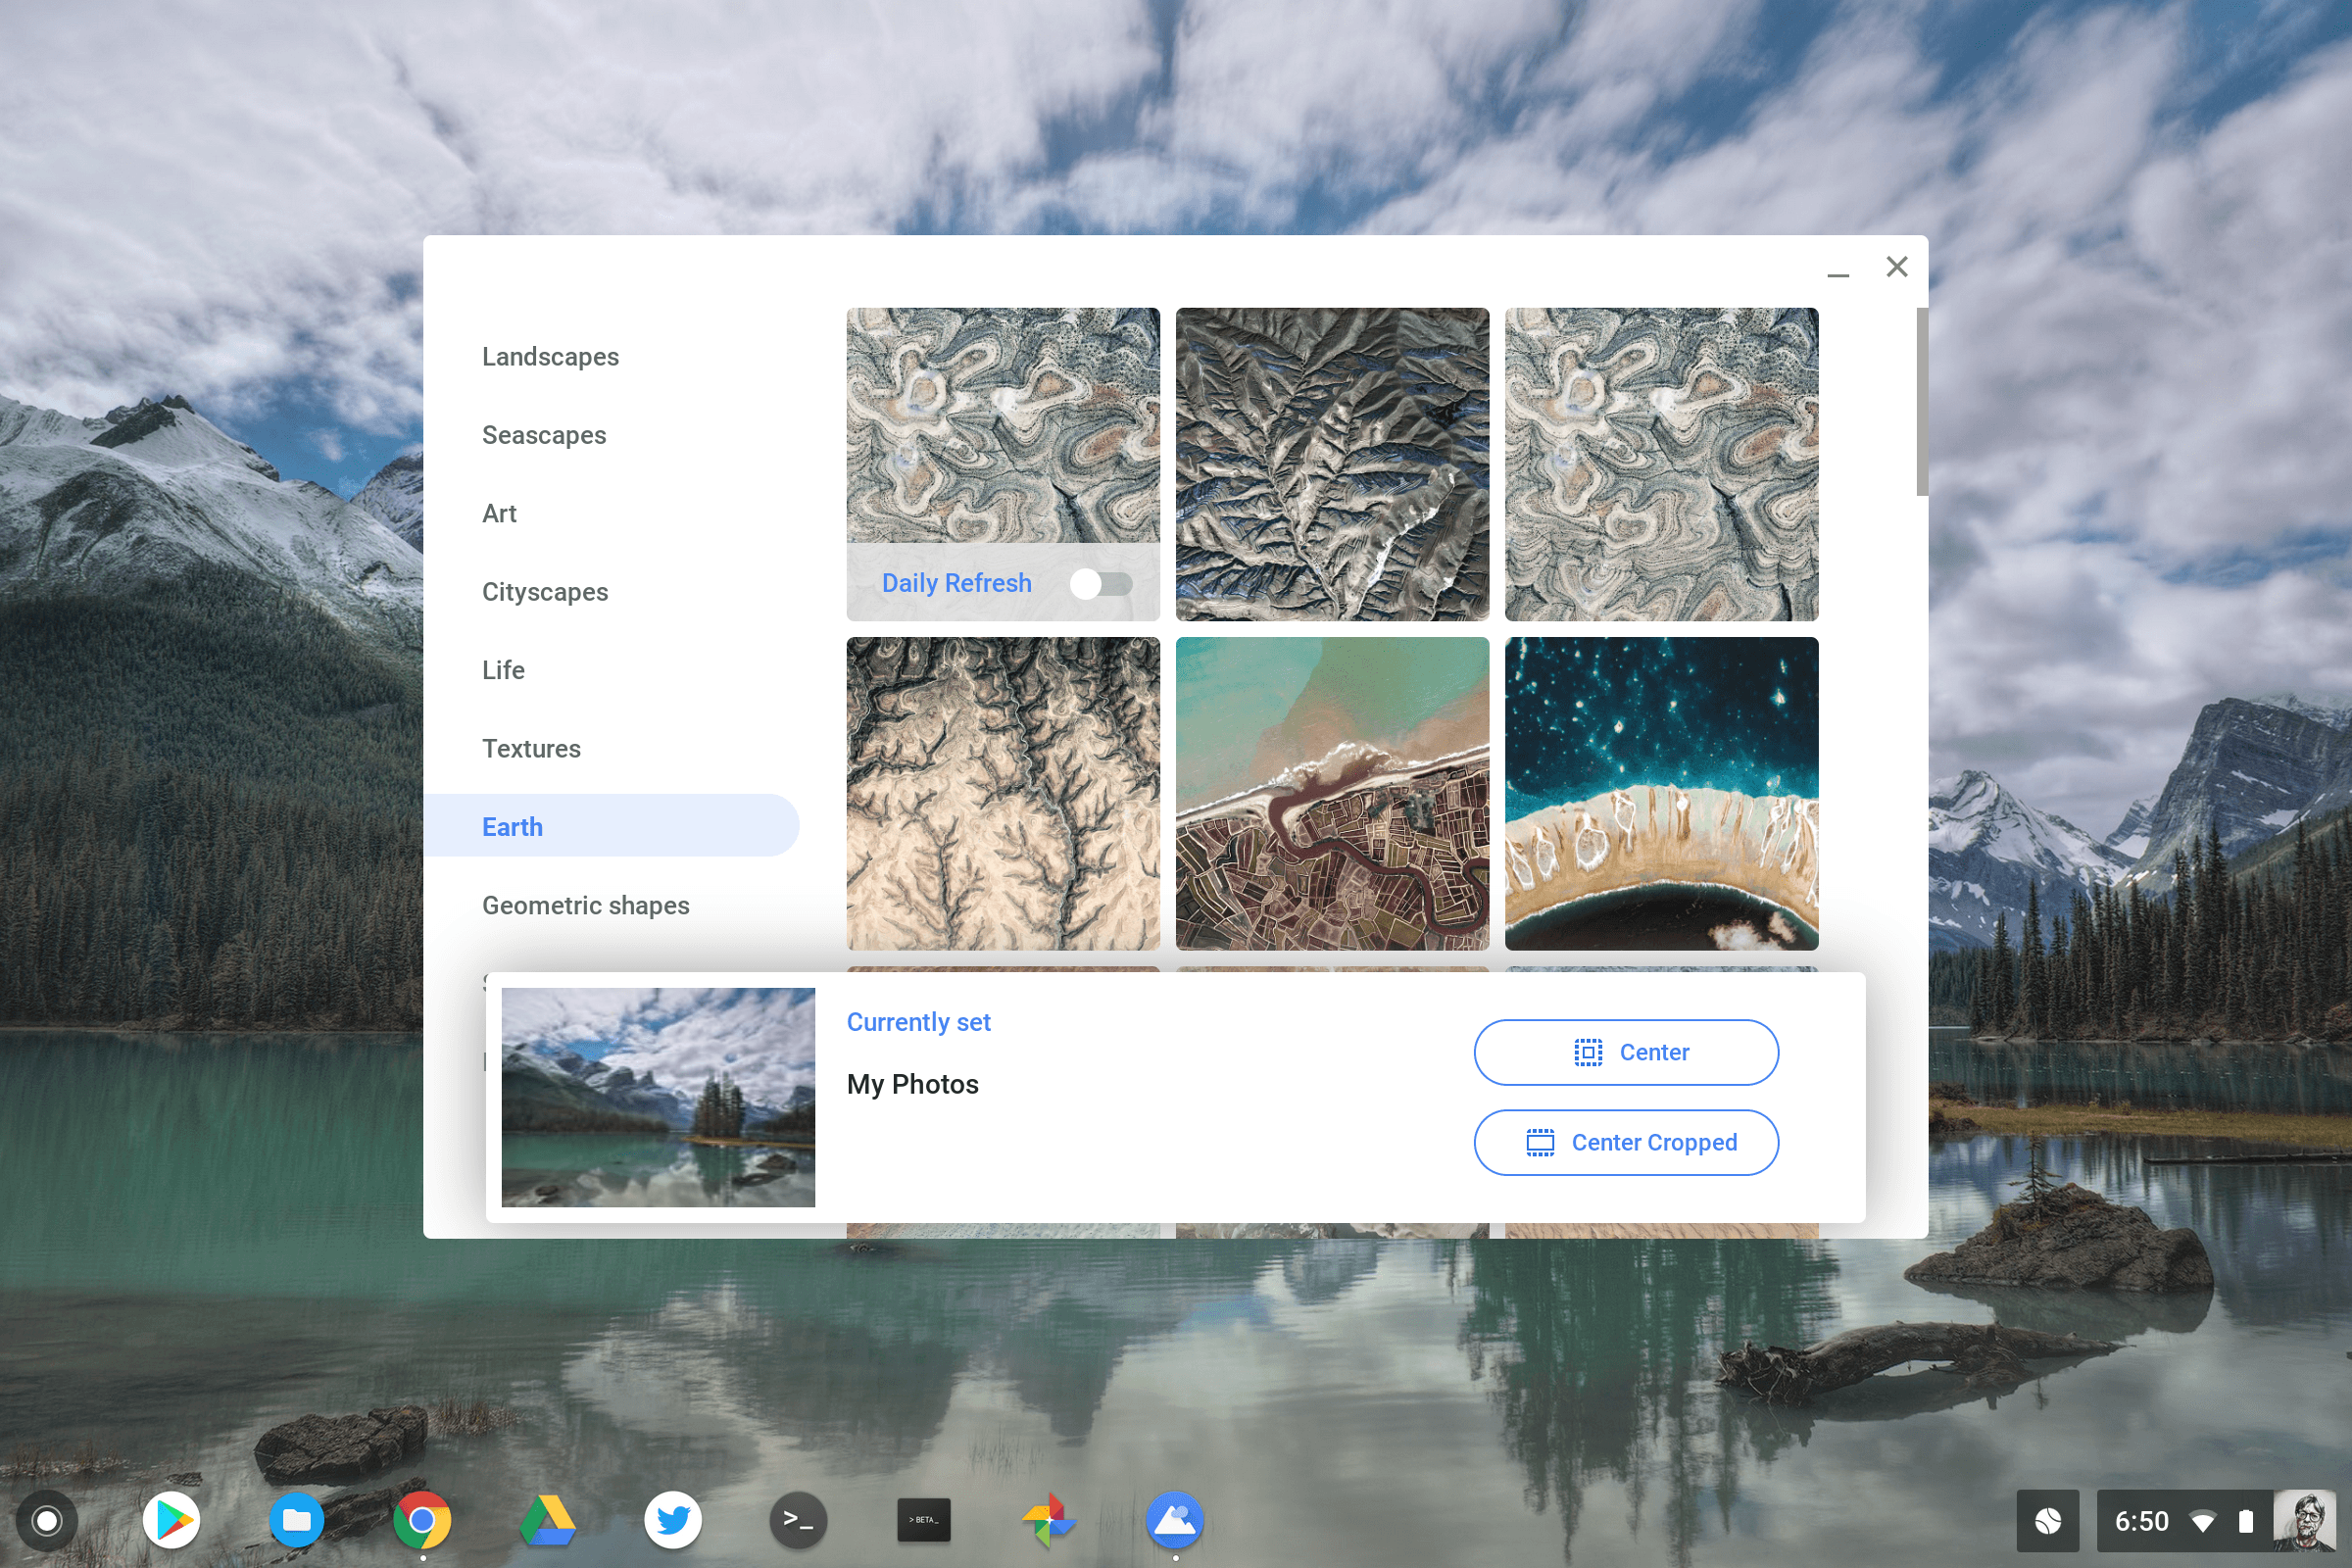 Landscapes
Seascapes
Art
Cityscapes
Life
Textures
Earth
Geometric shapes
Daily Refresh
Currently set
My Photos
Center
Center Cropped
>_
> BETA_
6:50